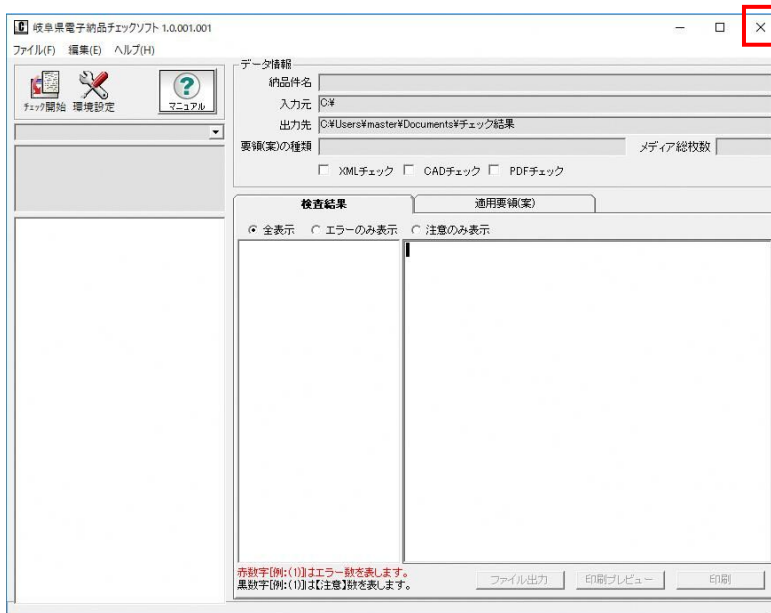 岐阜県電子納品チェックソフト 1.0.001.001
ファイル(F) 編集(E) ヘルプ(H)
チェック開始 環境設定 マニュアル
データ情報
納品件名
入力元 C:¥
出力先 C:¥Users¥master¥Documents¥チェック結果
要領(案)の種類 メディア総枚数
XMLチェック CADチェック PDFチェック
検査結果 適用要領(案)
全表示 エラーのみ表示 注意のみ表示
赤数字[例:(1)]はエラー数を表します。
黒数字[例:(1)]は【注意】数を表します。
ファイル出力 印刷プレビュー 印刷